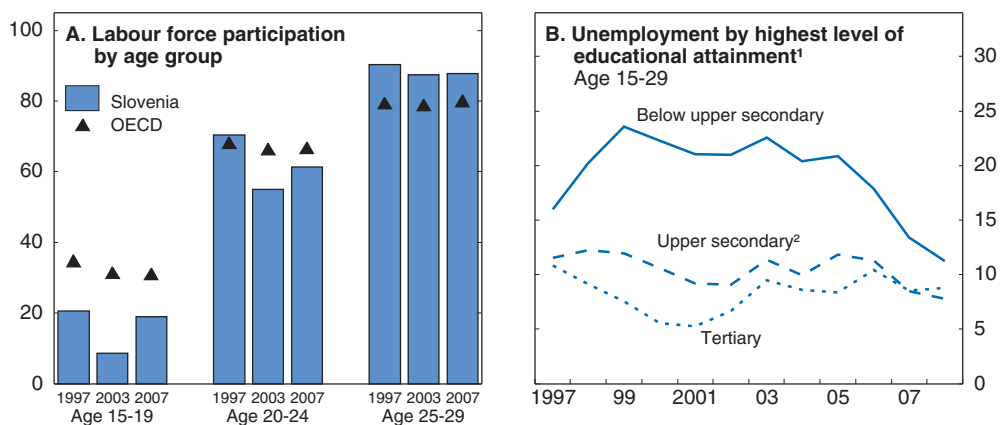 A. Labour force participation
by age group
Slovenia
OECD
100
80
60
40
20
0
1997 2003 2007
Age 15-19
1997 2003 2007
Age 20-24
1997 2003 2007
Age 25-29
B. Unemployment by highest level of
educational attainment¹
Age 15-29
Below upper secondary
Upper secondary²
Tertiary
30
25
20
15
10
5
0
1997 99 2001 03 05 07